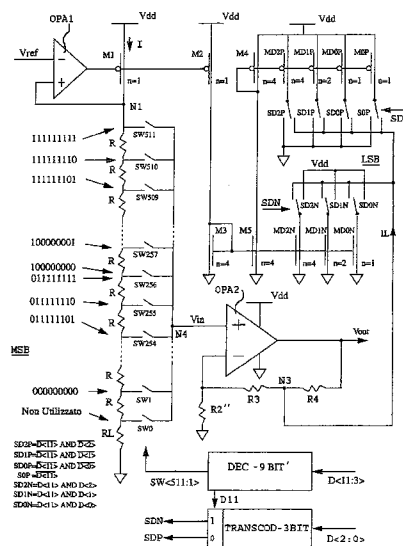 OPA1
Vdd
Vdd
Vdd
Vref
M1
I
M2
M4
MD2P
MD1P
MD0P
M0P
n=1
n=1
n=4
n=4
n=2
n=1
n=1
N1
SD2P
SD1P
SD0P
S0P
111111111
SW511
R
111111110
SW510
R
111111101
SW509
Vdd
LSB
SDN
SD2N
SD1N
SD0N
M3
M5
MD2N
MD1N
MD0N
IL
n=4
n=4
n=4
n=2
n=1
R
100000001
SW257
R
100000000
SW256
011111111
R
011111110
SW255
R
011111101
SW254
N4
Vin
OPA2
Vdd
Vout
MSB
R
R3
N3
R4
R2''
000000000
SW1
R
Non Utilizzato
SW0
RL
SD2P=D<11> AND D<2>
SD1P=D<11> AND D<1>
SD0P=D<11> AND D<0>
S0P =D<11>
SD2N=D<11> AND D<2>
SD1N=D<11> AND D<1>
SD0N=D<11> AND D<0>
SW<511:1>
DEC -9 BIT'
D<11:3>
D11
SDN
1
TRANSCOD-3BIT
SDP
0
D<2:0>